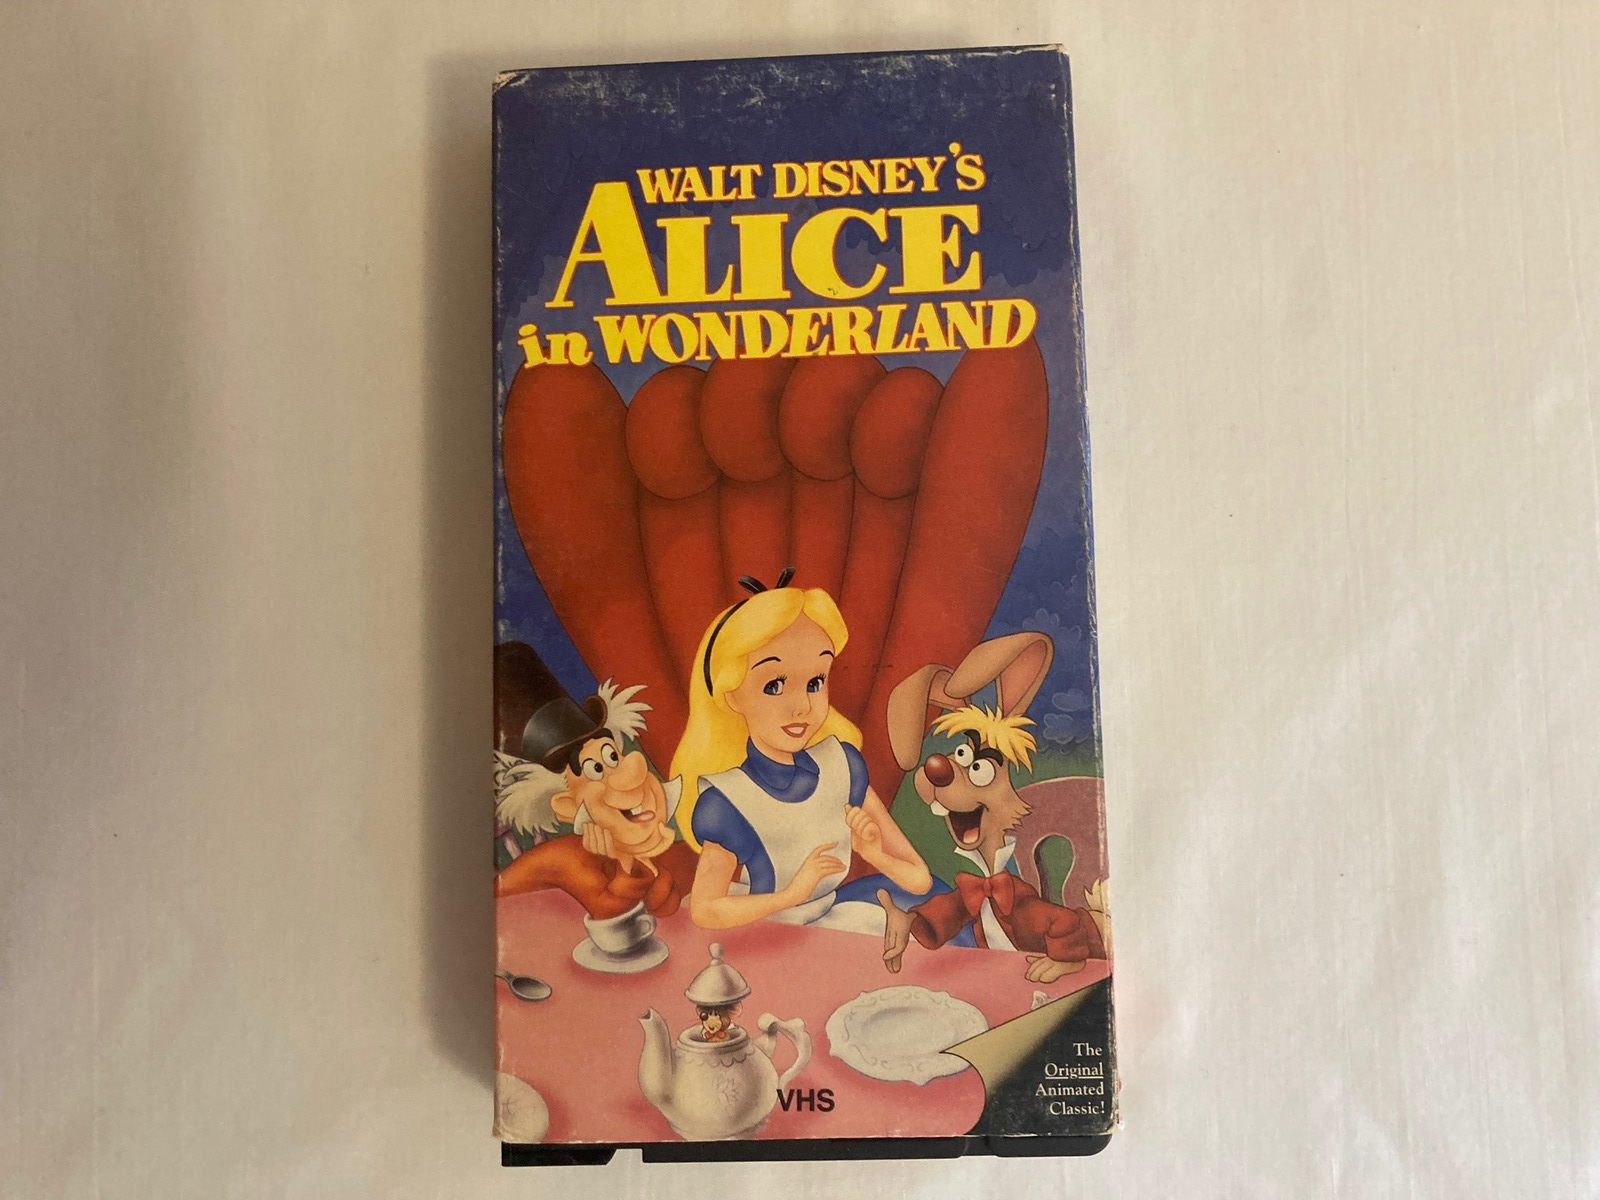 WALT DISNEY'S
ALICE
in WONDERLAND
VHS
The
Original
Animated
Classic!